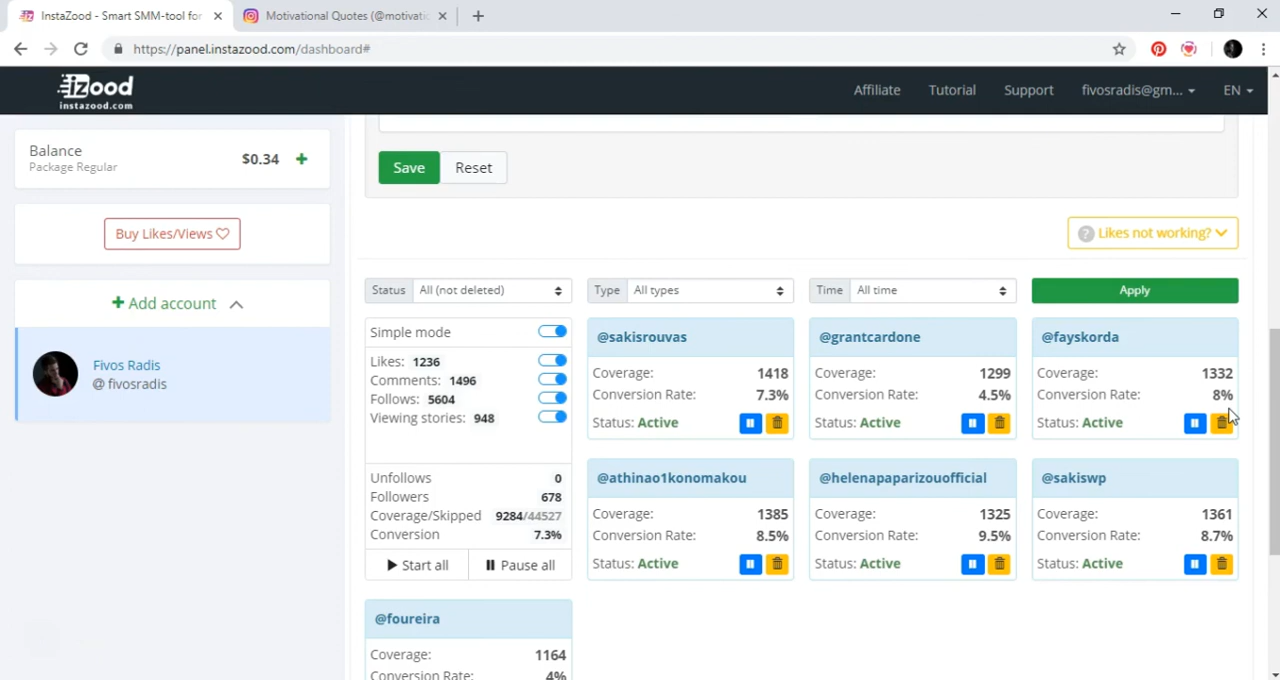 InstaZood - Smart SMM-tool for
Motivational Quotes (@motivati
https://panel.instazood.com/dashboard#
iZood
instazood.com
Affiliate
Tutorial
Support
fivosradis@gm...
EN
Balance
Package Regular
$0.34
Save
Reset
Buy Likes/Views
Likes not working?
Add account
Fivos Radis
@ fivosradis
Status
All (not deleted)
Type
All types
Time
All time
Apply
Simple mode
Likes: 1236
Comments: 1496
Follows: 5604
Viewing stories: 948
Unfollows 0
Followers 678
Coverage/Skipped 9284/44527
Conversion 7.3%
Start all
Pause all
@sakisrouvas
Coverage: 1418
Conversion Rate: 7.3%
Status: Active
@grantcardone
Coverage: 1299
Conversion Rate: 4.5%
Status: Active
@fayskorda
Coverage: 1332
Conversion Rate: 8%
Status: Active
@athinao1konomakou
Coverage: 1385
Conversion Rate: 8.5%
Status: Active
@helenapaparizouofficial
Coverage: 1325
Conversion Rate: 9.5%
Status: Active
@sakiswp
Coverage: 1361
Conversion Rate: 8.7%
Status: Active
@foureira
Coverage: 1164
Conversion Rate: 4%